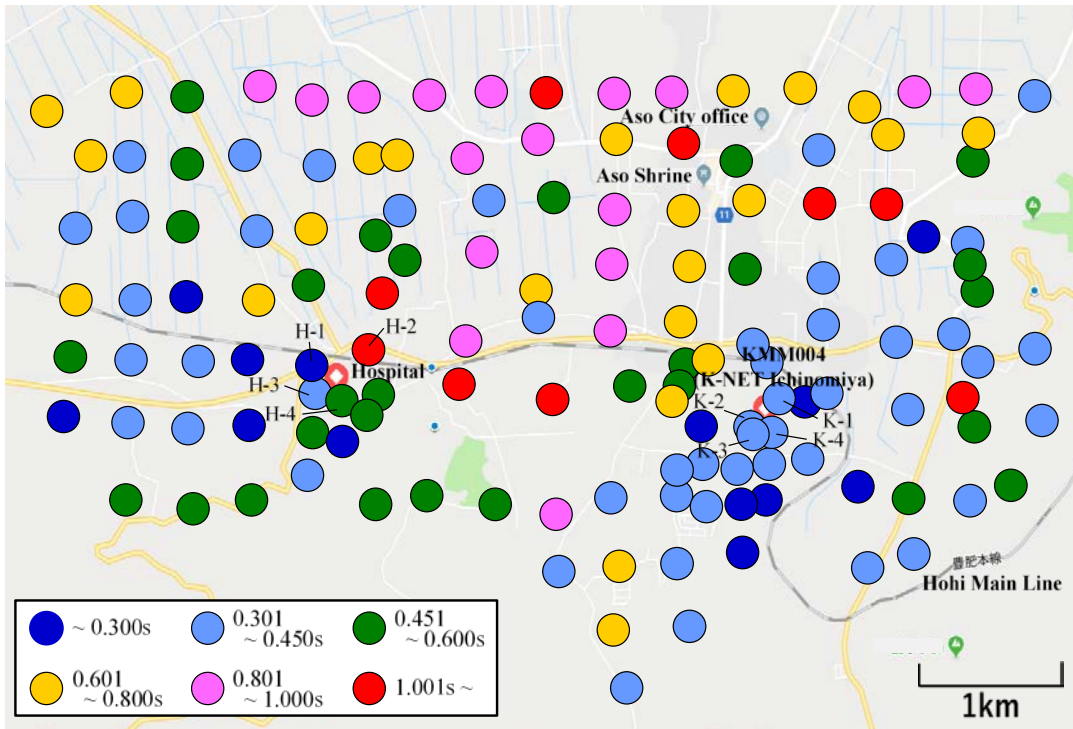 Aso City office
Aso Shrine
11
H-1
H-2
Hospital
H-3
H-4
KMM004
(K-NET Ichinomiya)
K-2
K-1
K-3
K-4
豊肥本線
Hohi Main Line
~ 0.300s
0.301
~ 0.450s
0.451
~ 0.600s
0.601
~ 0.800s
0.801
~ 1.000s
1.001s ~
1km